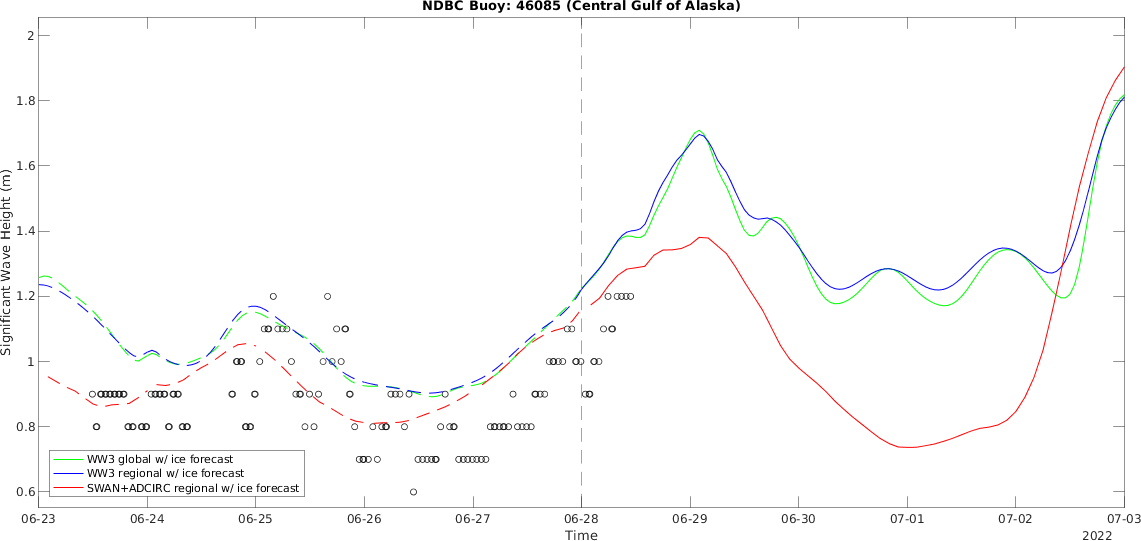 NDBC Buoy: 46085 (Central Gulf of Alaska)
2
1.8
1.6
1.4
1.2
1
0.8
0.6
Significant Wave Height (m)
WW3 global w/ ice forecast
WW3 regional w/ ice forecast
SWAN+ADCIRC regional w/ ice forecast
06-23 06-24 06-25 06-26 06-27 06-28 06-29 06-30 07-01 07-02 07-03
Time
2022